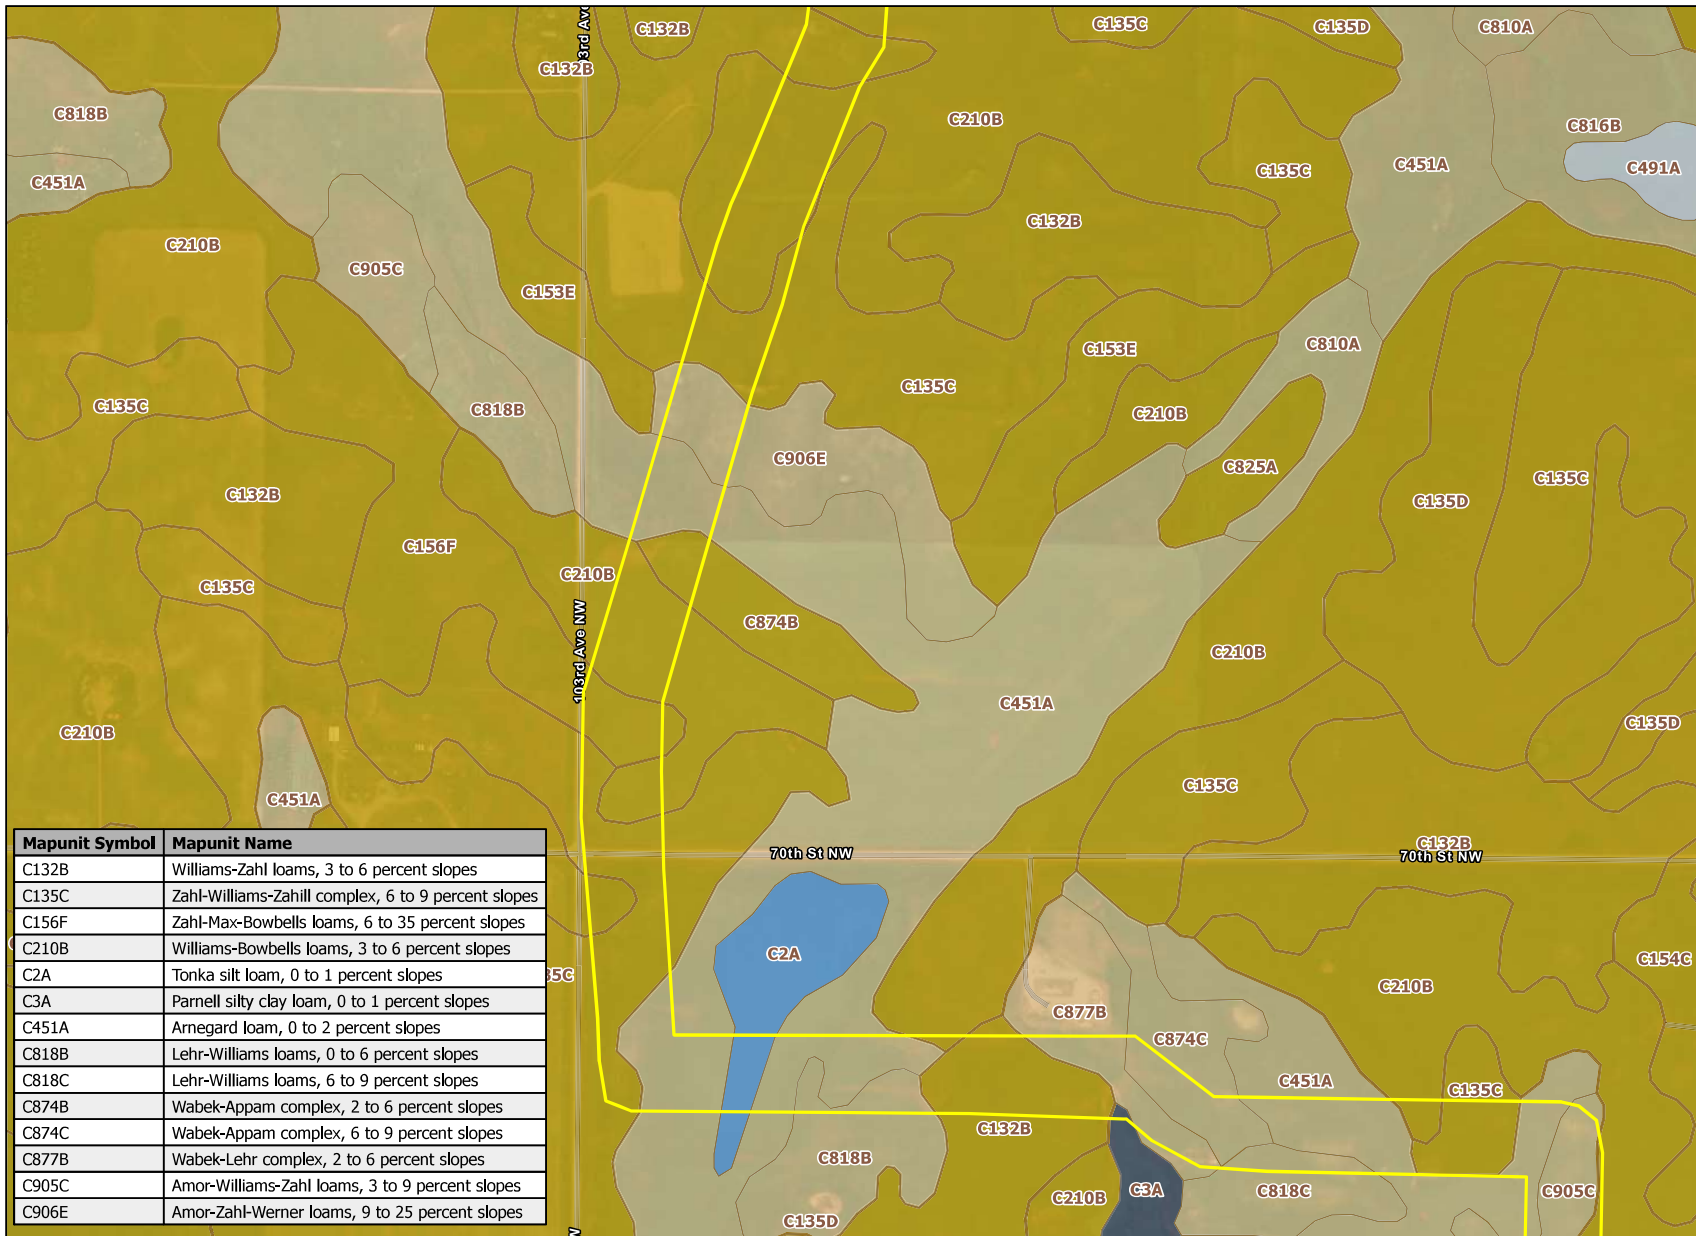 C132B
C135C
C135D
C810A
3rd Ave
C132B
C818B
C210B
C816B
C451A
C135C
C451A
C491A
C132B
C210B
C905C
C153E
C810A
C153E
C135C
C135C
C818B
C210B
C906E
C825A
C132B
C135C
C135D
C156F
C210B
C135C
C874B
103rd Ave NW
C210B
C451A
C135D
C210B
C135C
C451A
C132B
70th St NW
70th St NW
C2A
35C
C154C
C210B
C877B
C874C
C451A
C135C
C132B
C818B
C210B
C3A
C818C
C905C
C135D
Mapunit Symbol Mapunit Name
C132B Williams-Zahl loams, 3 to 6 percent slopes
C135C Zahl-Williams-Zahill complex, 6 to 9 percent slopes
C156F Zahl-Max-Bowbells loams, 6 to 35 percent slopes
C210B Williams-Bowbells loams, 3 to 6 percent slopes
C2A Tonka silt loam, 0 to 1 percent slopes
C3A Parnell silty clay loam, 0 to 1 percent slopes
C451A Arnegard loam, 0 to 2 percent slopes
C818B Lehr-Williams loams, 0 to 6 percent slopes
C818C Lehr-Williams loams, 6 to 9 percent slopes
C874B Wabek-Appam complex, 2 to 6 percent slopes
C874C Wabek-Appam complex, 6 to 9 percent slopes
C877B Wabek-Lehr complex, 2 to 6 percent slopes
C905C Amor-Williams-Zahl loams, 3 to 9 percent slopes
C906E Amor-Zahl-Werner loams, 9 to 25 percent slopes